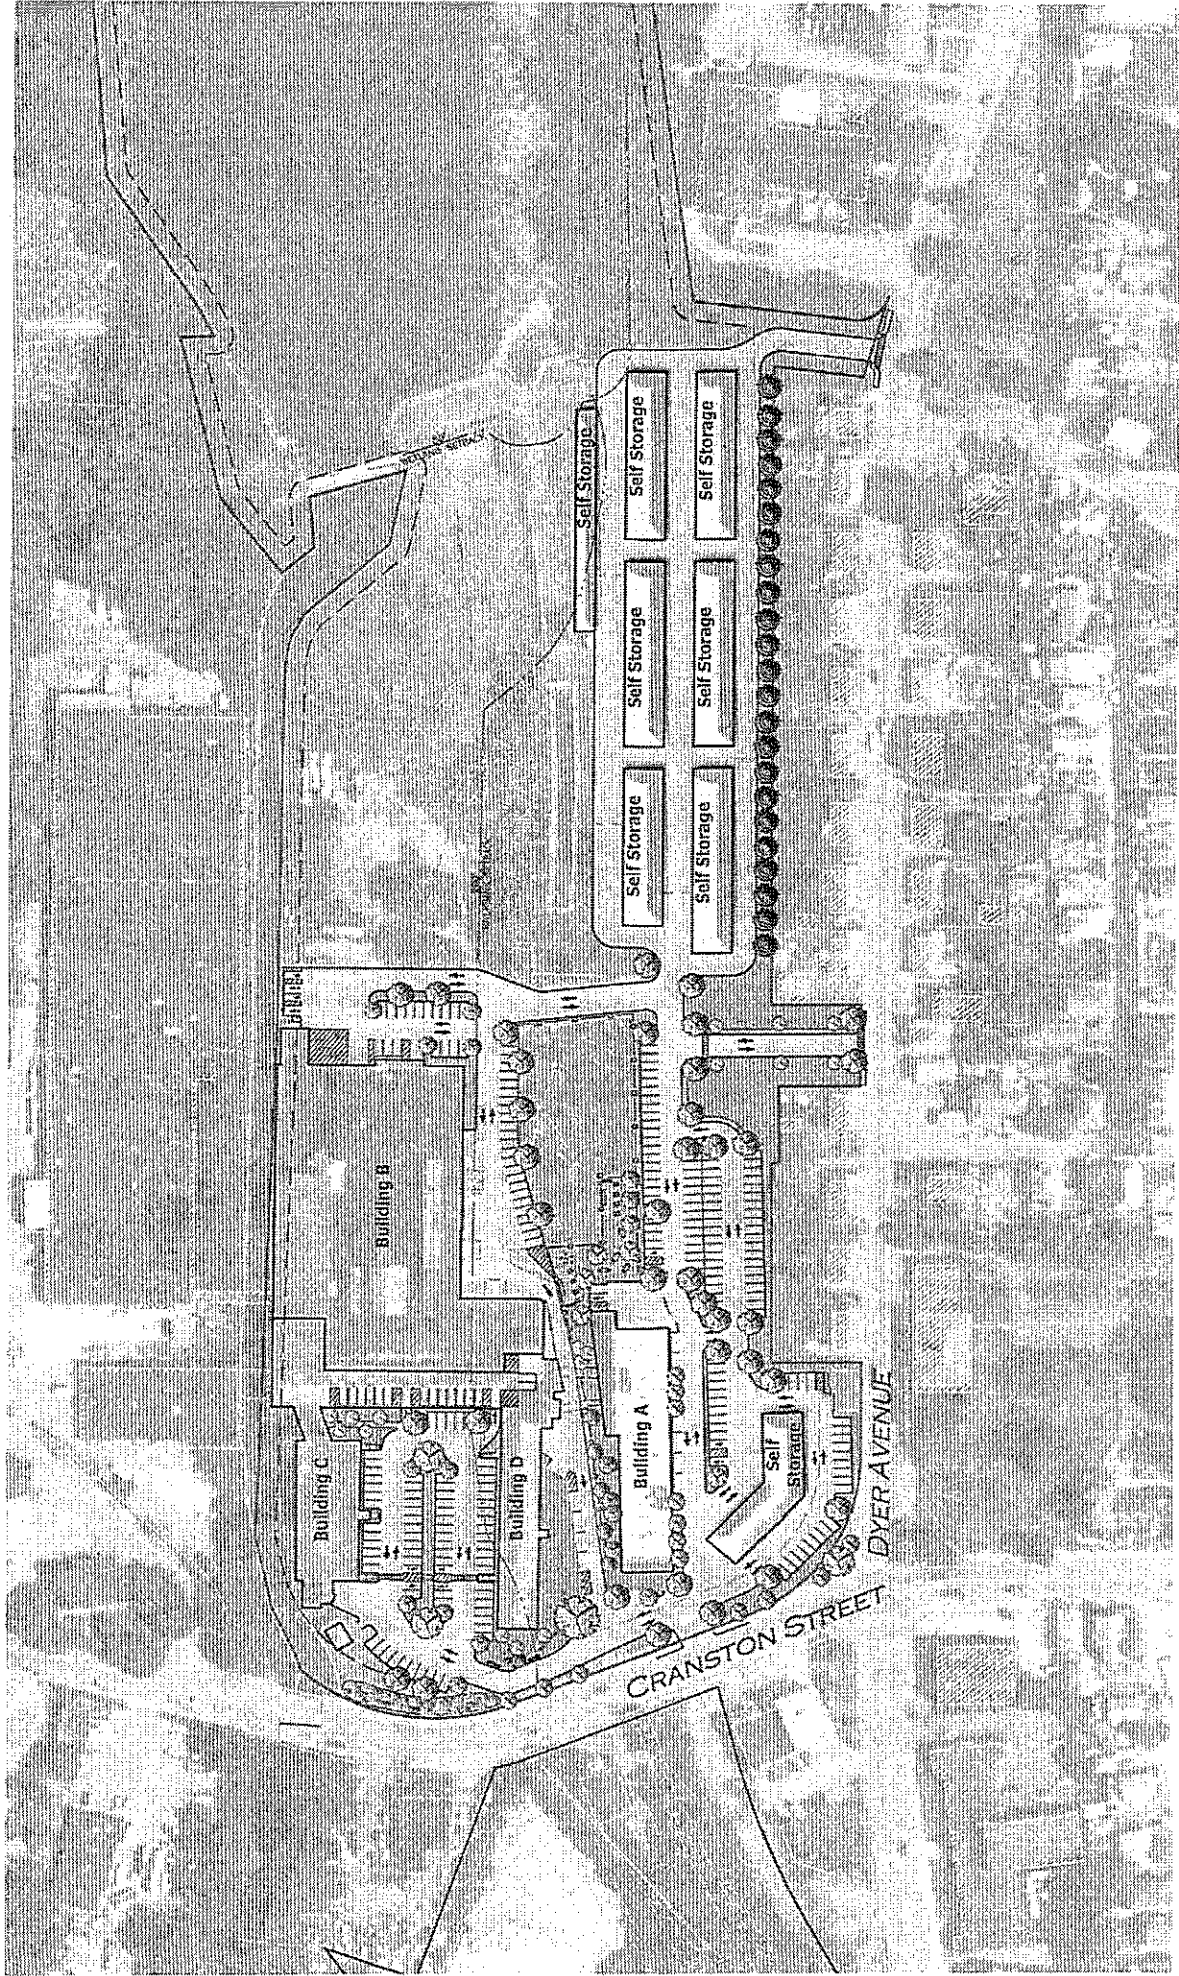 Self Storage
Self Storage
Self Storage
Self Storage
Self Storage
Self Storage
Self Storage
Building B
Building C
Building D
Building A
Self
Storage
DYER AVENUE
CRANSTON STREET